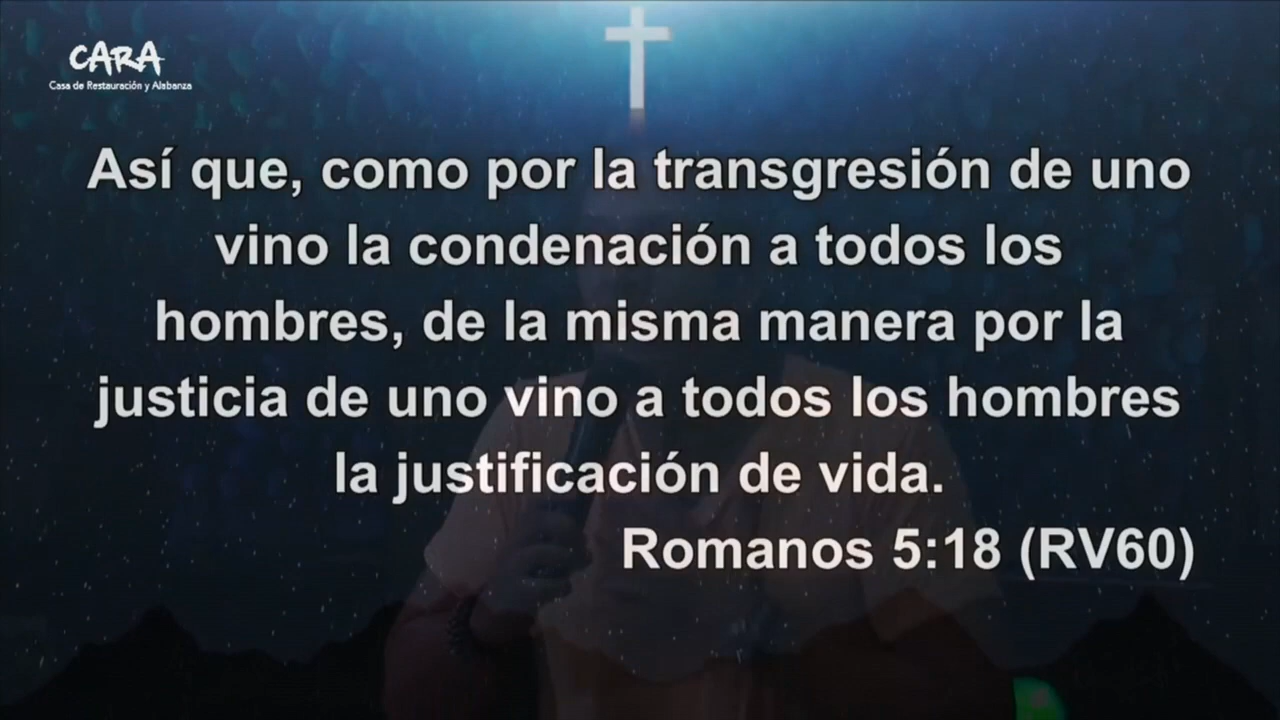 CARA
Casa de Restauración y Alabanza
Así que, como por la transgresión de uno
vino la condenación a todos los
hombres, de la misma manera por la
justicia de uno vino a todos los hombres
la justificación de vida.
Romanos 5:18 (RV60)